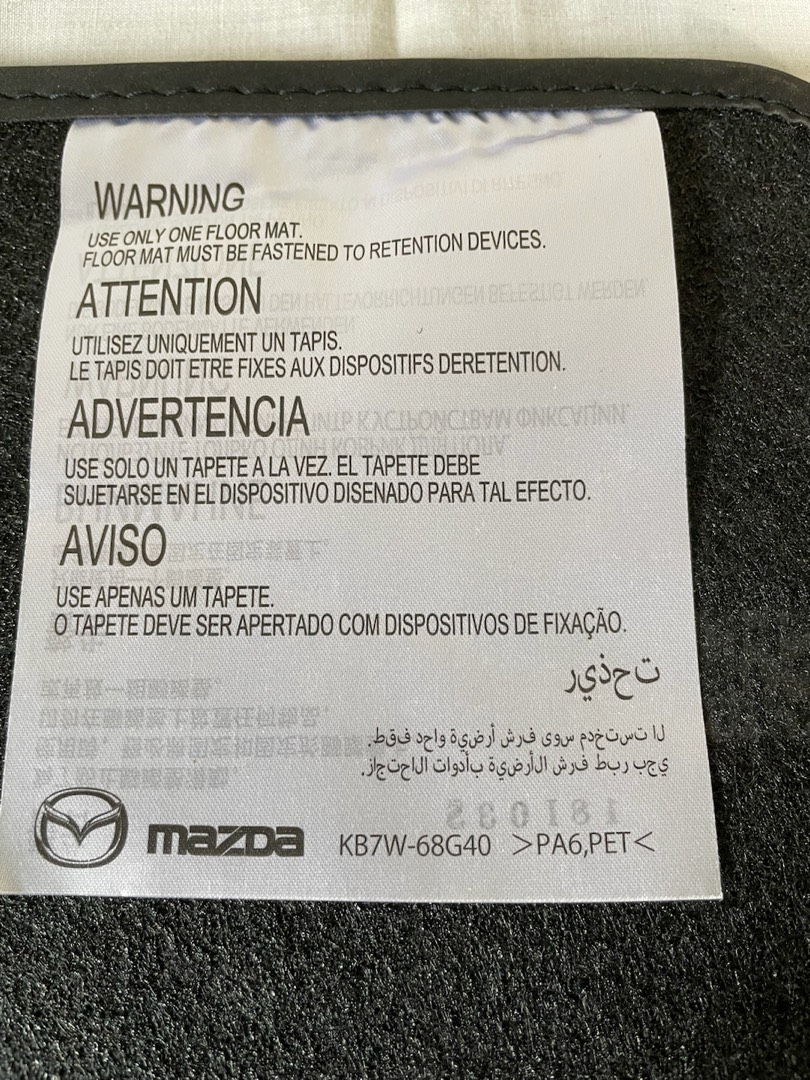 WARNING
USE ONLY ONE FLOOR MAT.
FLOOR MAT MUST BE FASTENED TO RETENTION DEVICES.
ATTENTION
UTILISEZ UNIQUEMENT UN TAPIS.
LE TAPIS DOIT ETRE FIXES AUX DISPOSITIFS DERETENTION.
ADVERTENCIA
USE SOLO UN TAPETE A LA VEZ. EL TAPETE DEBE
SUJETARSE EN EL DISPOSITIVO DISENADO PARA TAL EFECTO.
AVISO
USE APENAS UM TAPETE.
O TAPETE DEVE SER APERTADO COM DISPOSITIVOS DE FIXAÇÃO.
تحذير
لا تستخدم سوى فرش أرضية واحد فقط.
يجب ربط فرش الأرضية بأدوات الاحتجاز.
mazda KB7W-68G40 >PA6,PET<